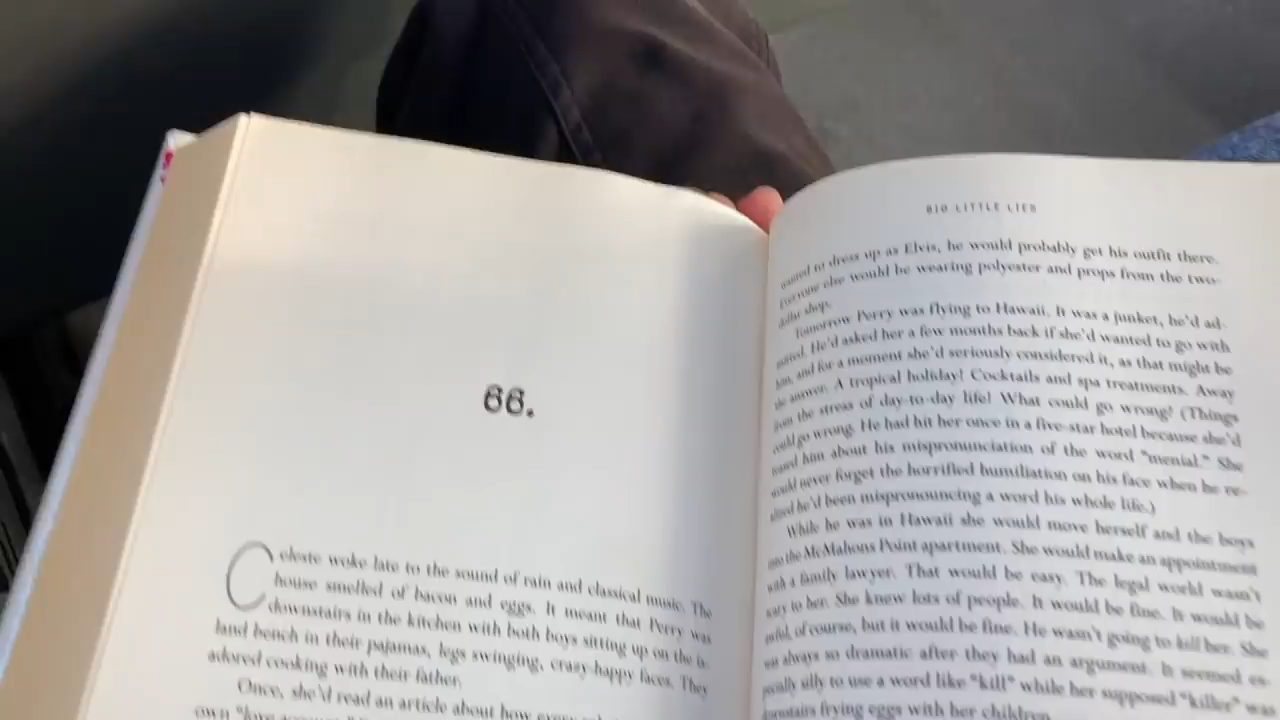 66.
Celeste woke late to the sound of rain and classical music. The
house smelled of bacon and eggs. It meant that Perry was
downstairs in the kitchen with both boys sitting up on the is-
land bench in their pajamas, legs swinging, crazy-happy faces. They
adored cooking with their father.
Once, she'd read an article about how every
own "love
BIG LITTLE LIES
wanted to dress up as Elvis, he would probably get his outfit there.
Everyone else would be wearing polyester and props from the two-
dollar shop.
Tomorrow Perry was flying to Hawaii. It was a junket, he'd ad-
mitted. He'd asked her a few months back if she'd wanted to go with
him, and for a moment she'd seriously considered it, as that might be
the answer. A tropical holiday! Cocktails and spa treatments. Away
from the stress of day-to-day life! What could go wrong? (Things
could go wrong. He had hit her once in a five-star hotel because she'd
teased him about his mispronunciation of the word "menial." She
would never forget the horrified humiliation on his face when he re-
alized he'd been mispronouncing a word his whole life.)
While he was in Hawaii she would move herself and the boys
into the McMahons Point apartment. She would make an appointment
with a family lawyer. That would be easy. The legal world wasn't
scary to her. She knew lots of people. It would be fine. It would be
awful, of course, but it would be fine. He wasn't going to kill her. She
was always so dramatic after they had an argument. It seemed es-
pecially silly to use a word like "kill" while her supposed "killer" was
downstairs frying eggs with her children.